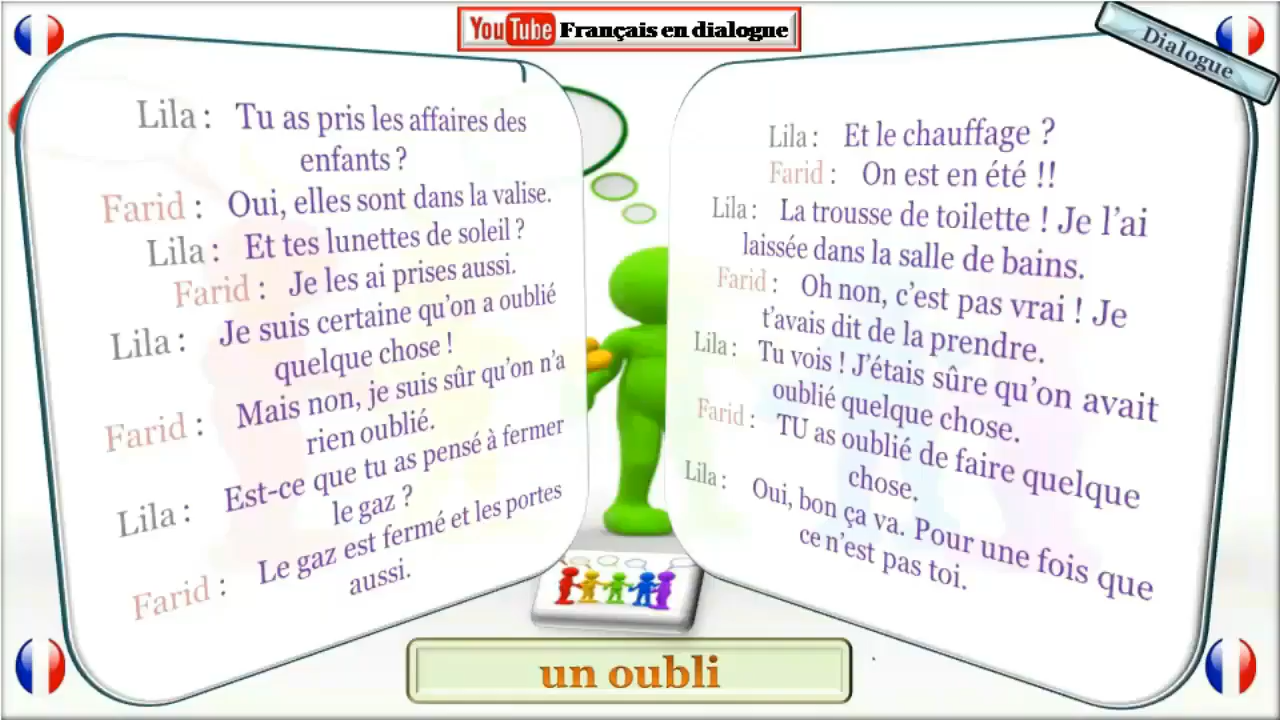 YouTube Français en dialogue
Dialogue
Lila : Tu as pris les affaires des
enfants ?
Farid : Oui, elles sont dans la valise.
Lila : Et tes lunettes de soleil ?
Farid : Je les ai prises aussi.
Lila : Je suis certaine qu'on a oublié
quelque chose !
Farid : Mais non, je suis sûr qu'on n'a
rien oublié.
Lila : Est-ce que tu as pensé à fermer
le gaz ?
Farid : Le gaz est fermé et les portes
aussi.
Lila : Et le chauffage ?
Farid : On est en été !!
Lila : La trousse de toilette ! Je l'ai
laissée dans la salle de bains.
Farid : Oh non, c'est pas vrai ! Je
t'avais dit de la prendre.
Lila : Tu vois ! J'étais sûre qu'on avait
oublié quelque chose.
Farid : TU as oublié de faire quelque
chose.
Lila : Oui, bon ça va. Pour une fois que
ce n'est pas toi.
un oubli